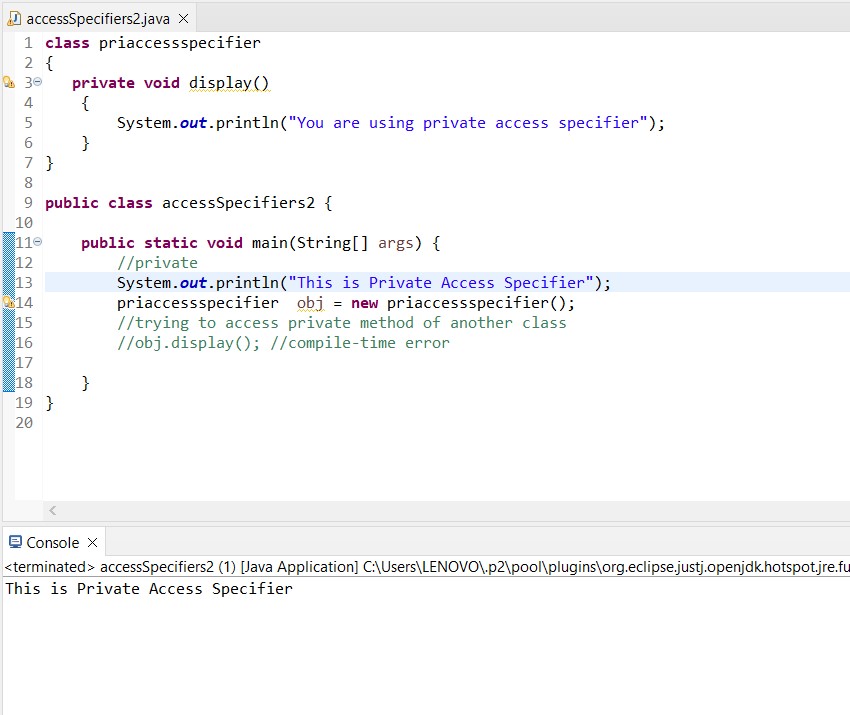 accessSpecifiers2.java
1 class priaccessspecifier
2 {
3 private void display()
4 {
5 System.out.println("You are using private access specifier");
6 }
7 }
8
9 public class accessSpecifiers2 {
10
11 public static void main(String[] args) {
12 //private
13 System.out.println("This is Private Access Specifier");
14 priaccessspecifier obj = new priaccessspecifier();
15 //trying to access private method of another class
16 //obj.display(); //compile-time error
17
18 }
19 }
20
Console
<terminated> accessSpecifiers2 (1) [Java Application] C:\Users\LENOVO\.p2\pool\plugins\org.eclipse.justj.openjdk.hotspot.jre.fu
This is Private Access Specifier